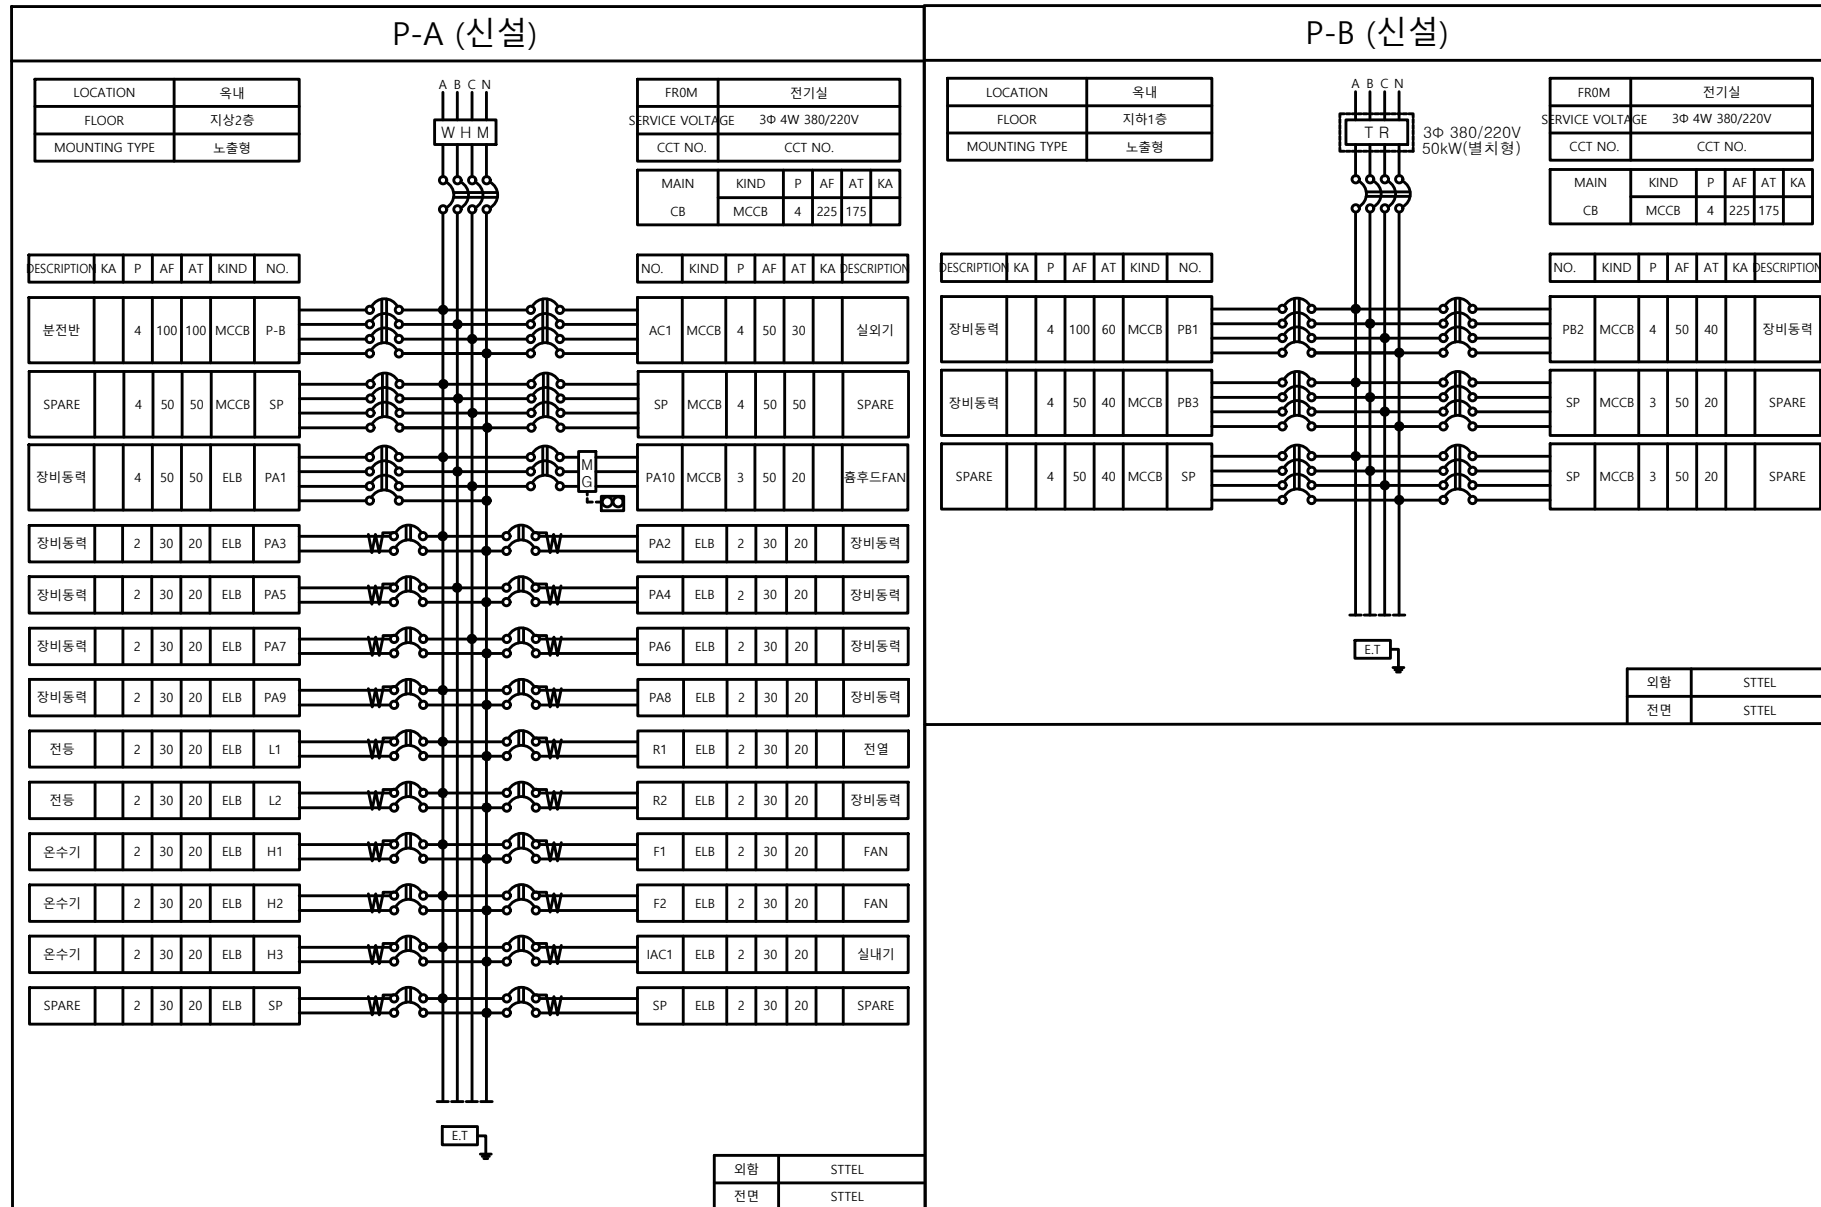 P-A (신설)
LOCATION 옥내
FLOOR 지상2층
MOUNTING TYPE 노출형
A B C N
W H M
FR0M 전기실
SERVICE VOLTAGE 3Φ 4W 380/220V
CCT NO. CCT NO.
MAIN KIND P AF AT KA
CB MCCB 4 225 175
DESCRIPTION KA P AF AT KIND NO. NO. KIND P AF AT KA DESCRIPTION
분전반 4 100 100 MCCB P-B AC1 MCCB 4 50 30 실외기
SPARE 4 50 50 MCCB SP SP MCCB 4 50 50 SPARE
장비동력 4 50 50 ELB PA1 M G PA10 MCCB 3 50 20 흄후드FAN
장비동력 2 30 20 ELB PA3 PA2 ELB 2 30 20 장비동력
장비동력 2 30 20 ELB PA5 PA4 ELB 2 30 20 장비동력
장비동력 2 30 20 ELB PA7 PA6 ELB 2 30 20 장비동력
장비동력 2 30 20 ELB PA9 PA8 ELB 2 30 20 장비동력
전등 2 30 20 ELB L1 R1 ELB 2 30 20 전열
전등 2 30 20 ELB L2 R2 ELB 2 30 20 장비동력
온수기 2 30 20 ELB H1 F1 ELB 2 30 20 FAN
온수기 2 30 20 ELB H2 F2 ELB 2 30 20 FAN
온수기 2 30 20 ELB H3 IAC1 ELB 2 30 20 실내기
SPARE 2 30 20 ELB SP SP ELB 2 30 20 SPARE
E.T
외함 STTEL
전면 STTEL
P-B (신설)
LOCATION 옥내
FLOOR 지하1층
MOUNTING TYPE 노출형
A B C N
T R
3Φ 380/220V
50kW(별치형)
FR0M 전기실
SERVICE VOLTAGE 3Φ 4W 380/220V
CCT NO. CCT NO.
MAIN KIND P AF AT KA
CB MCCB 4 225 175
DESCRIPTION KA P AF AT KIND NO. NO. KIND P AF AT KA DESCRIPTION
장비동력 4 100 60 MCCB PB1 PB2 MCCB 4 50 40 장비동력
장비동력 4 50 40 MCCB PB3 SP MCCB 3 50 20 SPARE
SPARE 4 50 40 MCCB SP SP MCCB 3 50 20 SPARE
E.T
외함 STTEL
전면 STTEL